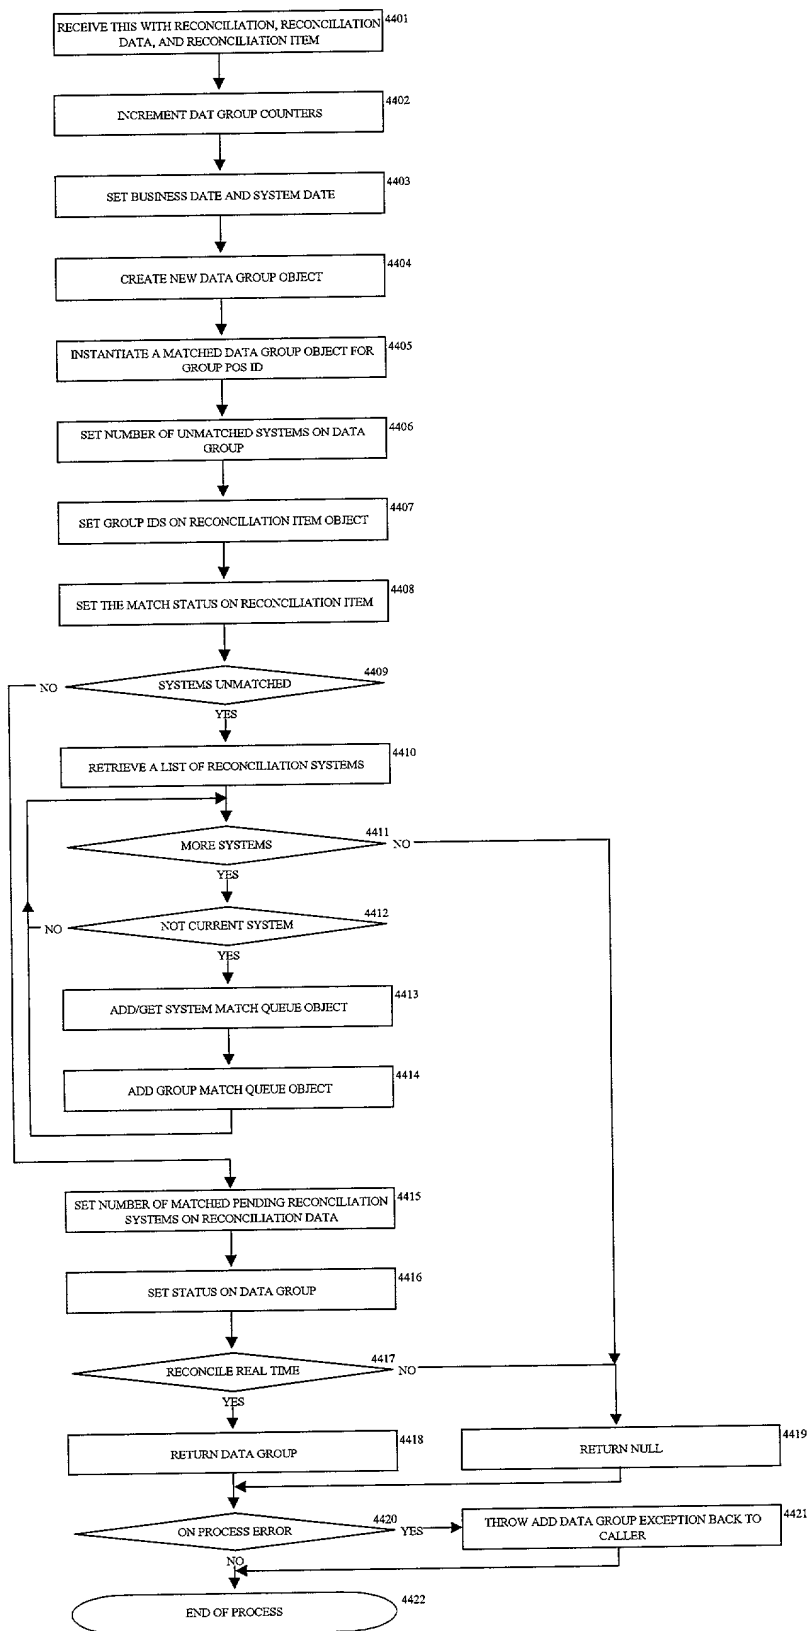 RECEIVE THIS WITH RECONCILIATION, RECONCILIATION
DATA, AND RECONCILIATION ITEM
4401
INCREMENT DAT GROUP COUNTERS
4402
SET BUSINESS DATE AND SYSTEM DATE
4403
CREATE NEW DATA GROUP OBJECT
4404
INSTANTIATE A MATCHED DATA GROUP OBJECT FOR
GROUP POS ID
4405
SET NUMBER OF UNMATCHED SYSTEMS ON DATA
GROUP
4406
SET GROUP IDS ON RECONCILIATION ITEM OBJECT
4407
SET THE MATCH STATUS ON RECONCILIATION ITEM
4408
SYSTEMS UNMATCHED
4409
NO
YES
RETRIEVE A LIST OF RECONCILIATION SYSTEMS
4410
MORE SYSTEMS
4411
NO
YES
NOT CURRENT SYSTEM
4412
NO
YES
ADD/GET SYSTEM MATCH QUEUE OBJECT
4413
ADD GROUP MATCH QUEUE OBJECT
4414
SET NUMBER OF MATCHED PENDING RECONCILIATION
SYSTEMS ON RECONCILIATION DATA
4415
SET STATUS ON DATA GROUP
4416
RECONCILE REAL TIME
4417
NO
YES
RETURN DATA GROUP
4418
RETURN NULL
4419
ON PROCESS ERROR
4420
YES
THROW ADD DATA GROUP EXCEPTION BACK TO
CALLER
4421
NO
END OF PROCESS
4422